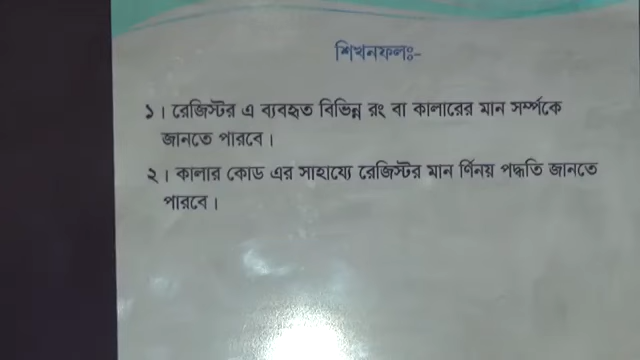 শিখনফলঃ-
১। রেজিস্টর এ ব্যবহৃত বিভিন্ন রং বা কালারের মান সর্ম্পকে
জানতে পারবে।
২। কালার কোড এর সাহায্যে রেজিস্টর মান র্ণিনয় পদ্ধতি জানতে
পারবে।